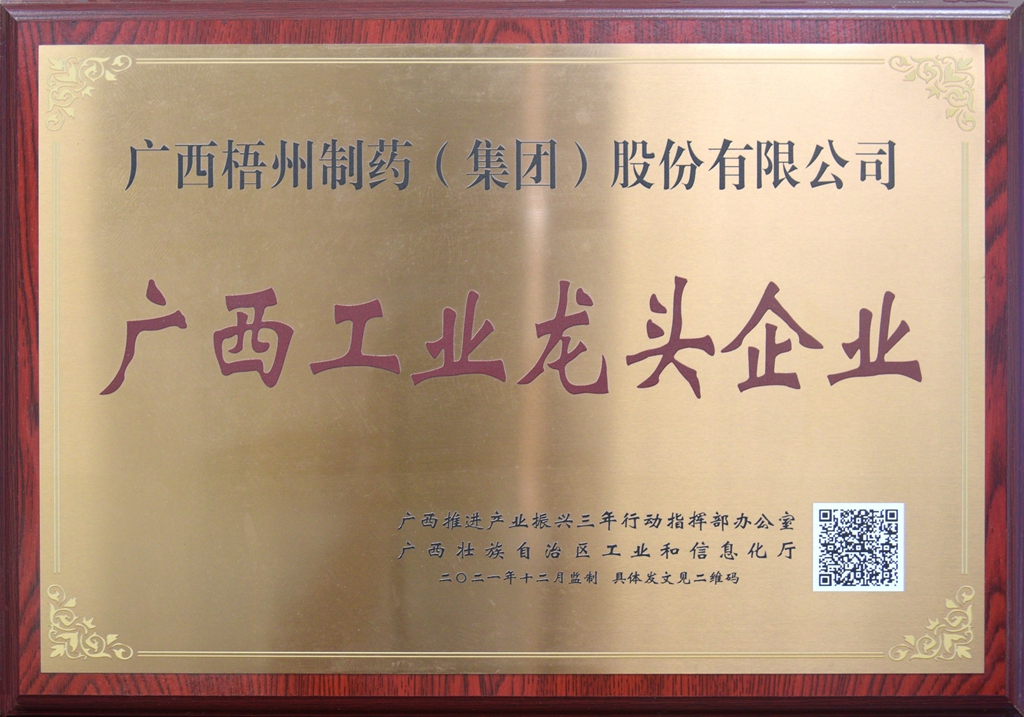 广西梧州制药（集团）股份有限公司
广西工业龙头企业
广西推进产业振兴三年行动指挥部办公室
广西壮族自治区工业和信息化厅
二〇二一年十二月监制 具体发文见二维码